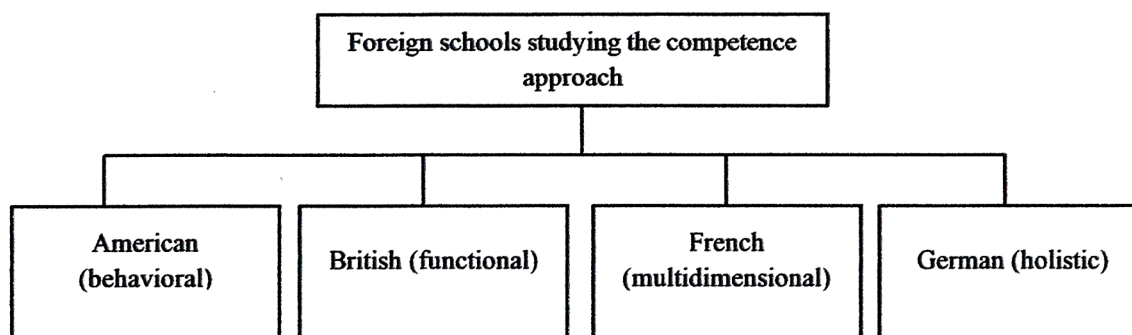 Foreign schools studying the competence
approach
American
(behavioral)
British (functional)
French
(multidimensional)
German (holistic)